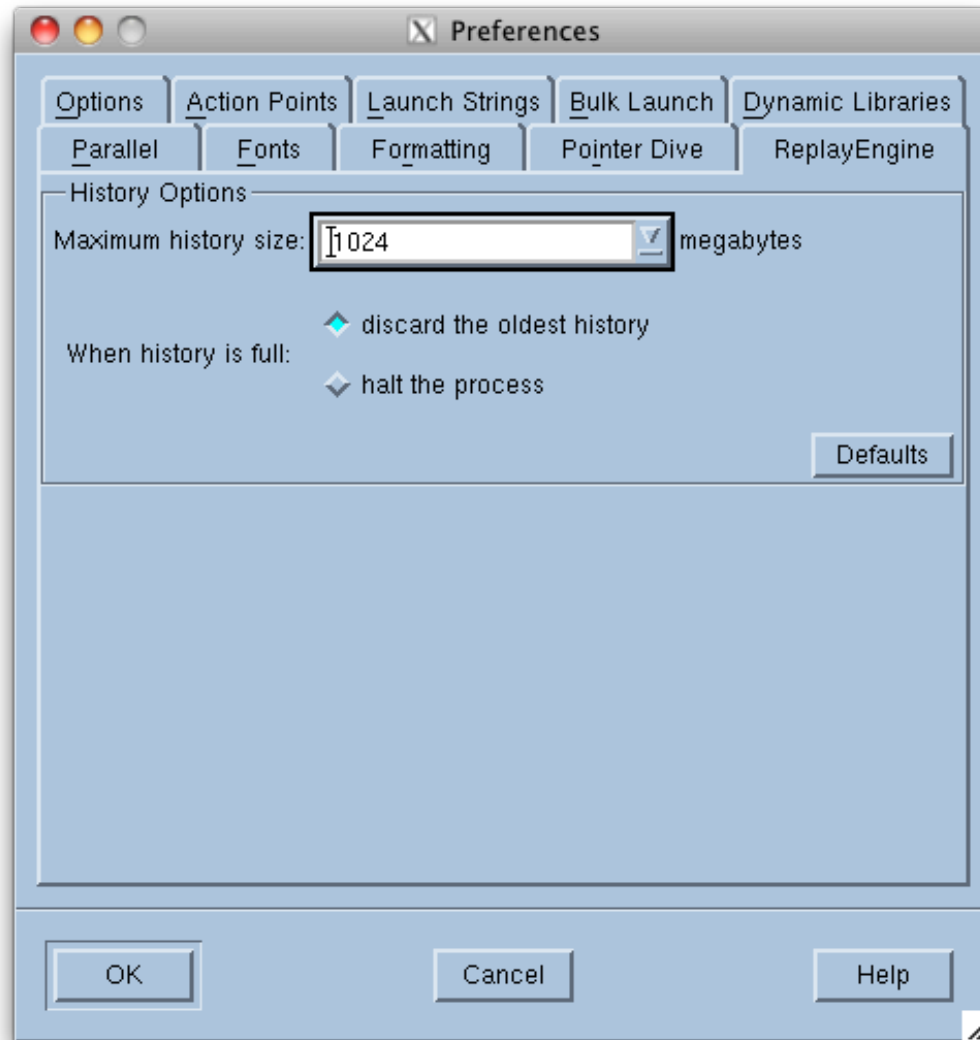 Preferences
Options Action Points Launch Strings Bulk Launch Dynamic Libraries
Parallel Fonts Formatting Pointer Dive ReplayEngine
History Options
Maximum history size: 1024 megabytes
discard the oldest history
When history is full:
halt the process
Defaults
OK Cancel Help